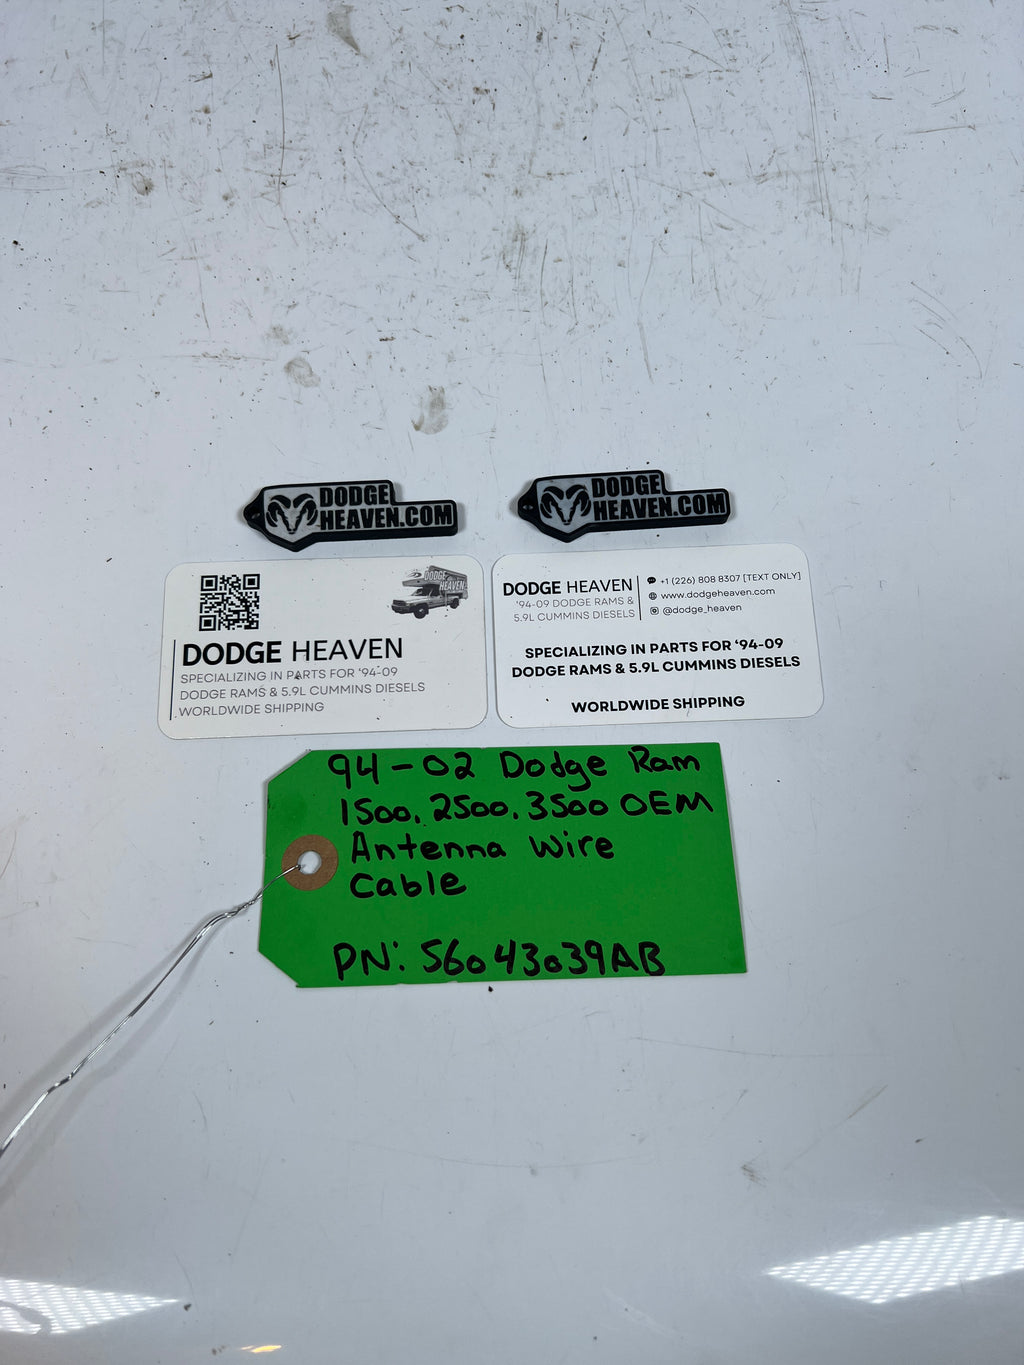 DODGE
HEAVEN.COM
DODGE
HEAVEN.COM
DODGE
HEAVEN
DODGE HEAVEN
SPECIALIZING IN PARTS FOR '94-09
DODGE RAMS & 5.9L CUMMINS DIESELS
WORLDWIDE SHIPPING
DODGE HEAVEN
'94-09 DODGE RAMS &
5.9L CUMMINS DIESELS
+1 (226) 808 8307 [TEXT ONLY]
www.dodgeheaven.com
@dodge_heaven
SPECIALIZING IN PARTS FOR '94-09
DODGE RAMS & 5.9L CUMMINS DIESELS
WORLDWIDE SHIPPING
94-02 Dodge Ram
1500, 2500, 3500 OEM
Antenna Wire
Cable
PN: 56043039AB